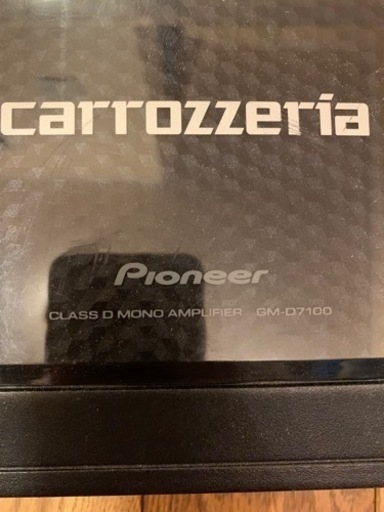 carrozzeria
Pioneer
CLASS D MONO AMPLIFIER GM-D7100